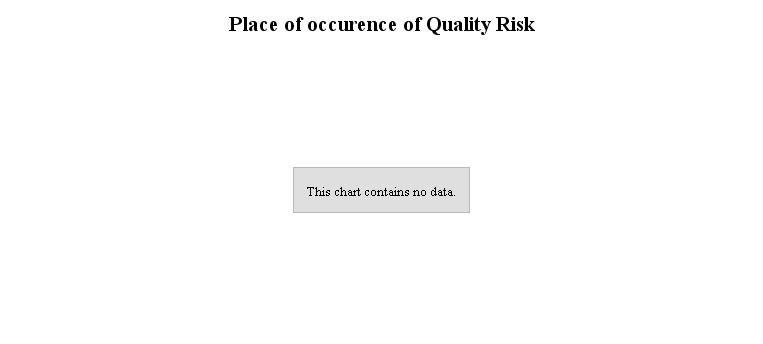 Place of occurence of Quality Risk
This chart contains no data.